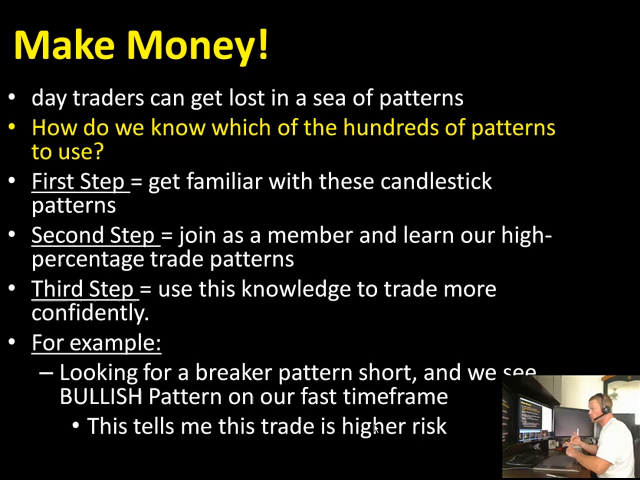 Make Money!
• day traders can get lost in a sea of patterns
• How do we know which of the hundreds of patterns
to use?
• First Step = get familiar with these candlestick
patterns
• Second Step = join as a member and learn our high-
percentage trade patterns
• Third Step = use this knowledge to trade more
confidently.
• For example:
– Looking for a breaker pattern short, and we see
BULLISH Pattern on our fast timeframe
• This tells me this trade is higher risk